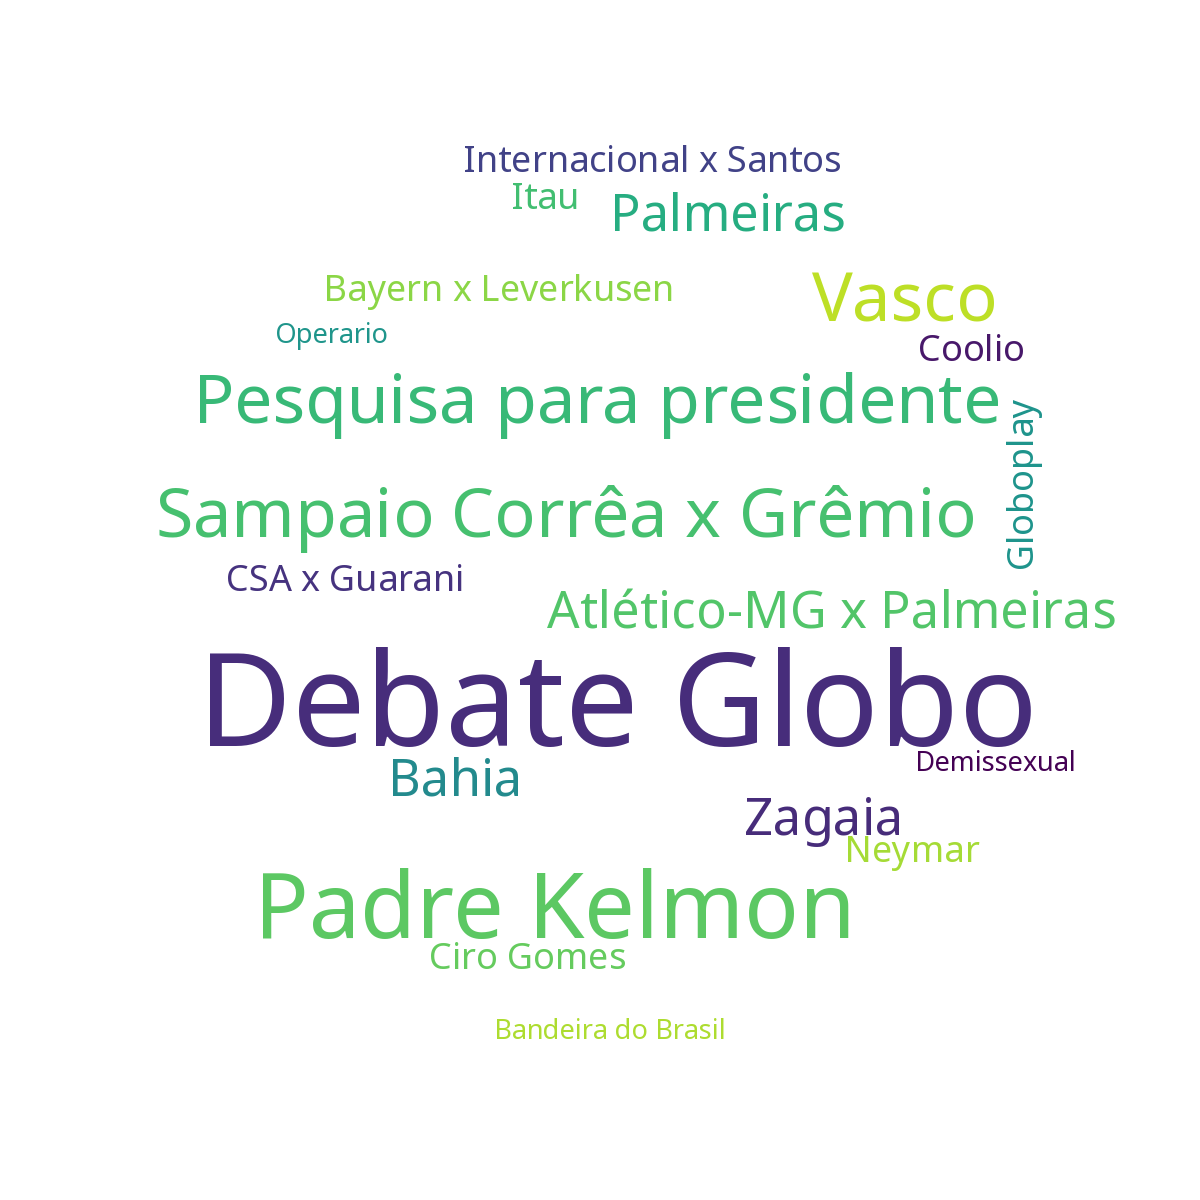 Internacional x Santos
Itau
Palmeiras
Bayern x Leverkusen
Vasco
Operario
Coolio
Pesquisa para presidente
Globoplay
Sampaio Corrêa x Grêmio
CSA x Guarani
Atlético-MG x Palmeiras
Debate Globo
Demissexual
Bahia
Zagaia
Neymar
Padre Kelmon
Ciro Gomes
Bandeira do Brasil